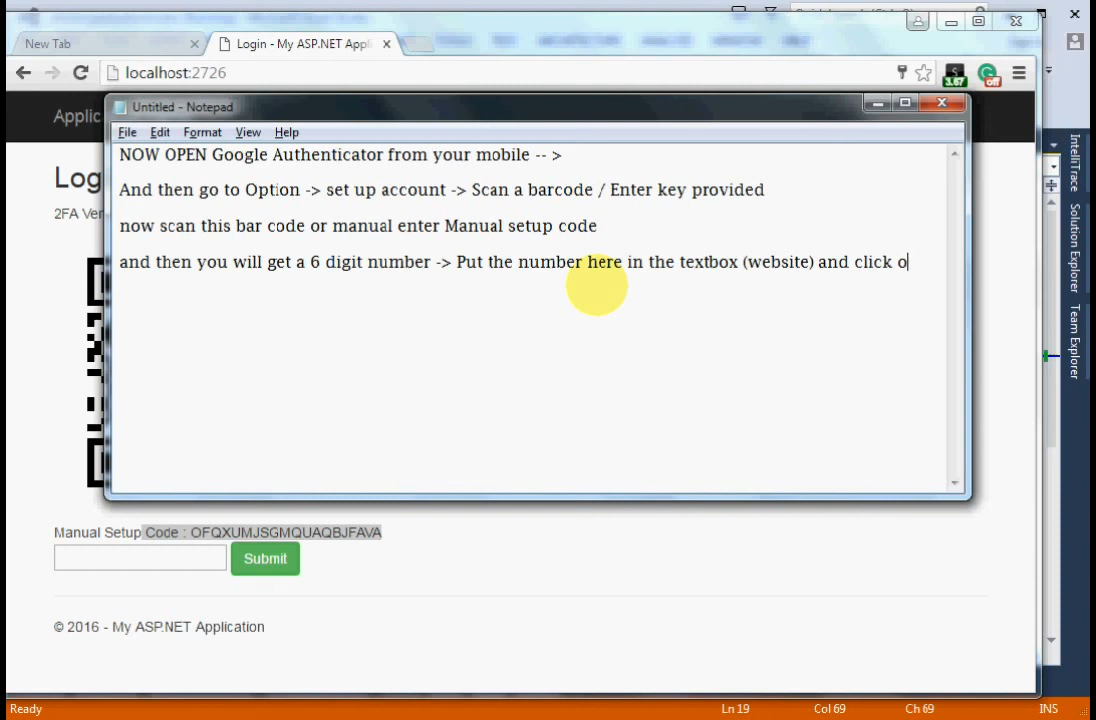 New Tab
Login - My ASP.NET Appli
localhost:2726
3.67
Off
Applic
Untitled - Notepad
File Edit Format View Help
NOW OPEN Google Authenticator from your mobile -- >
And then go to Option -> set up account -> Scan a barcode / Enter key provided
now scan this bar code or manual enter Manual setup code
and then you will get a 6 digit number -> Put the number here in the textbox (website) and click o
Log
2FA Ver
Manual Setup Code : OFQXUMJSGMQUAQBJFAVA
Submit
© 2016 - My ASP.NET Application
IntelliTrace
Solution Explorer
Team Explorer
Ready Ln 19 Col 69 Ch 69 INS